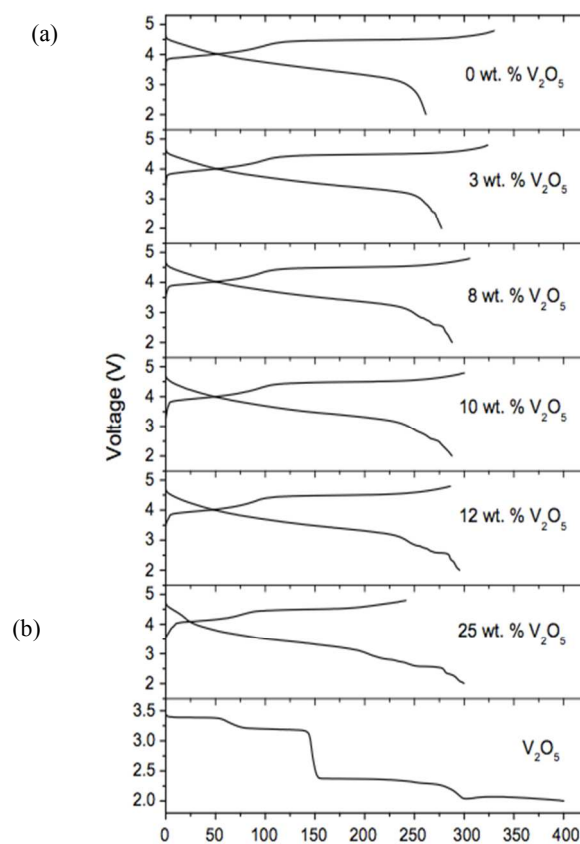 (a)
5
4
3
2
0 wt. % V₂O₅
5
4
3
2
3 wt. % V₂O₅
5
4
3
2
8 wt. % V₂O₅
Voltage (V)
5
4
3
2
10 wt. % V₂O₅
5
4
3
2
12 wt. % V₂O₅
(b)
5
4
3
2
25 wt. % V₂O₅
3.5
3.0
2.5
2.0
V₂O₅
0 50 100 150 200 250 300 350 400